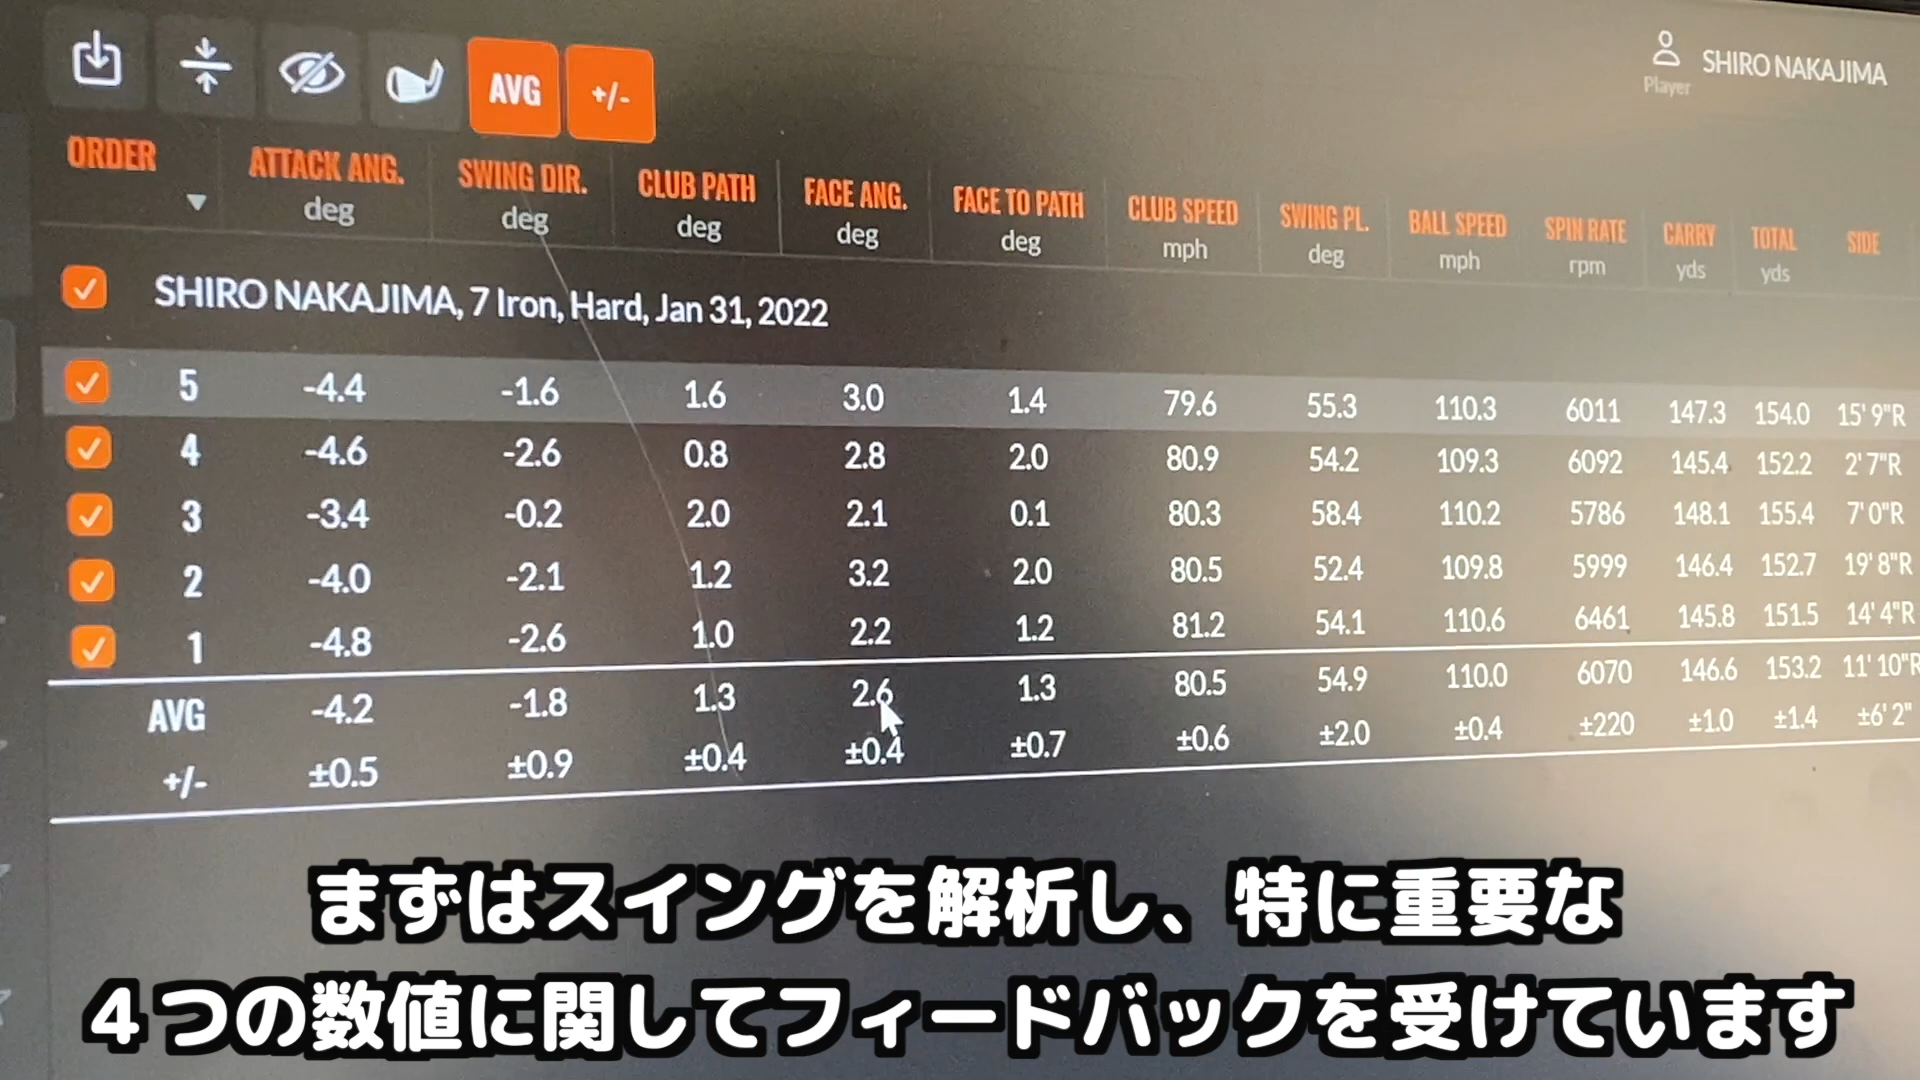 AVG +/- SHIRO NAKAJIMA
Player
ORDER ATTACK ANG. SWING DIR. CLUB PATH FACE ANG. FACE TO PATH CLUB SPEED SWING PL. BALL SPEED SPIN RATE CARRY TOTAL SIDE
deg deg deg deg deg mph deg mph rpm yds yds
SHIRO NAKAJIMA, 7 Iron, Hard, Jan 31, 2022
5 -4.4 -1.6 1.6 3.0 1.4 79.6 55.3 110.3 6011 147.3 154.0 15' 9"R
4 -4.6 -2.6 0.8 2.8 2.0 80.9 54.2 109.3 6092 145.4 152.2 2' 7"R
3 -3.4 -0.2 2.0 2.1 0.1 80.3 58.4 110.2 5786 148.1 155.4 7' 0"R
2 -4.0 -2.1 1.2 3.2 2.0 80.5 52.4 109.8 5999 146.4 152.7 19' 8"R
1 -4.8 -2.6 1.0 2.2 1.2 81.2 54.1 110.6 6461 145.8 151.5 14' 4"R
AVG -4.2 -1.8 1.3 2.6 1.3 80.5 54.9 110.0 6070 146.6 153.2 11' 10"R
+/- ±0.5 ±0.9 ±0.4 ±0.4 ±0.7 ±0.6 ±2.0 ±0.4 ±220 ±1.0 ±1.4 ±6' 2"
まずはスイングを解析し、特に重要な
４つの数値に関してフィードバックを受けています